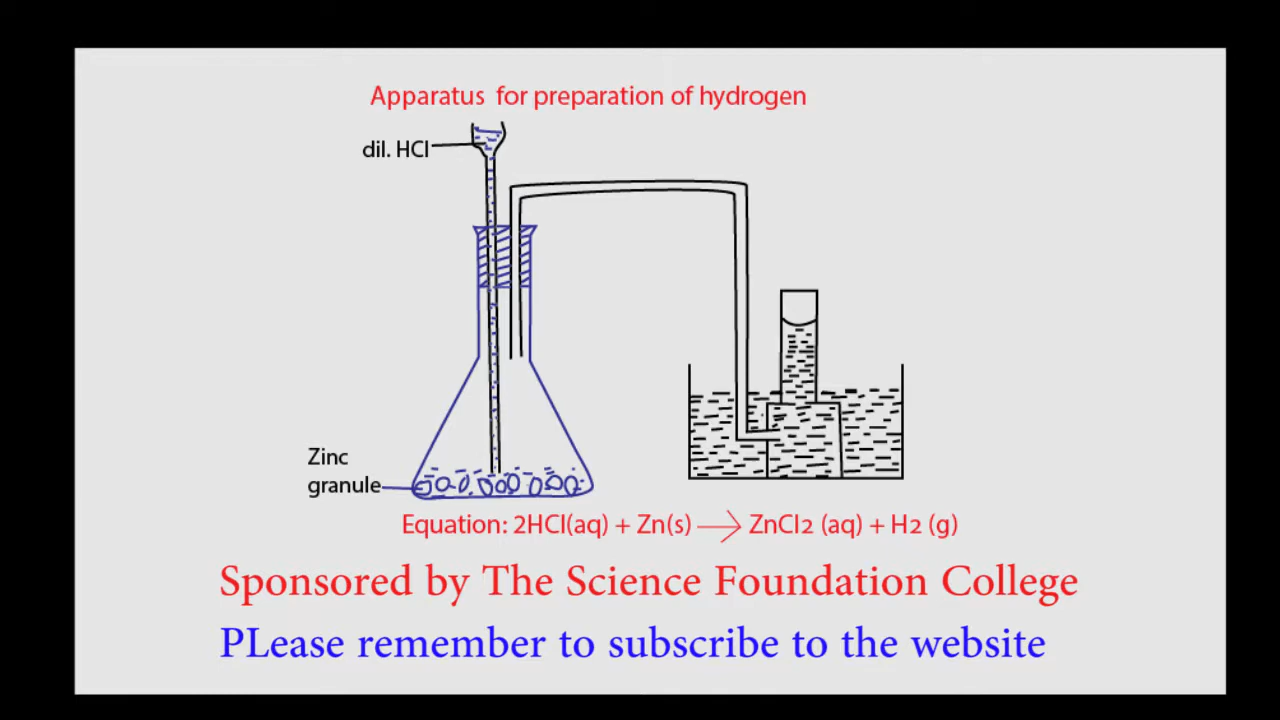 Apparatus for preparation of hydrogen
dil. HCl
Zinc
granule
Equation: 2HCl(aq) + Zn(s) ⟶ ZnCl2 (aq) + H2 (g)
Sponsored by The Science Foundation College
PLease remember to subscribe to the website